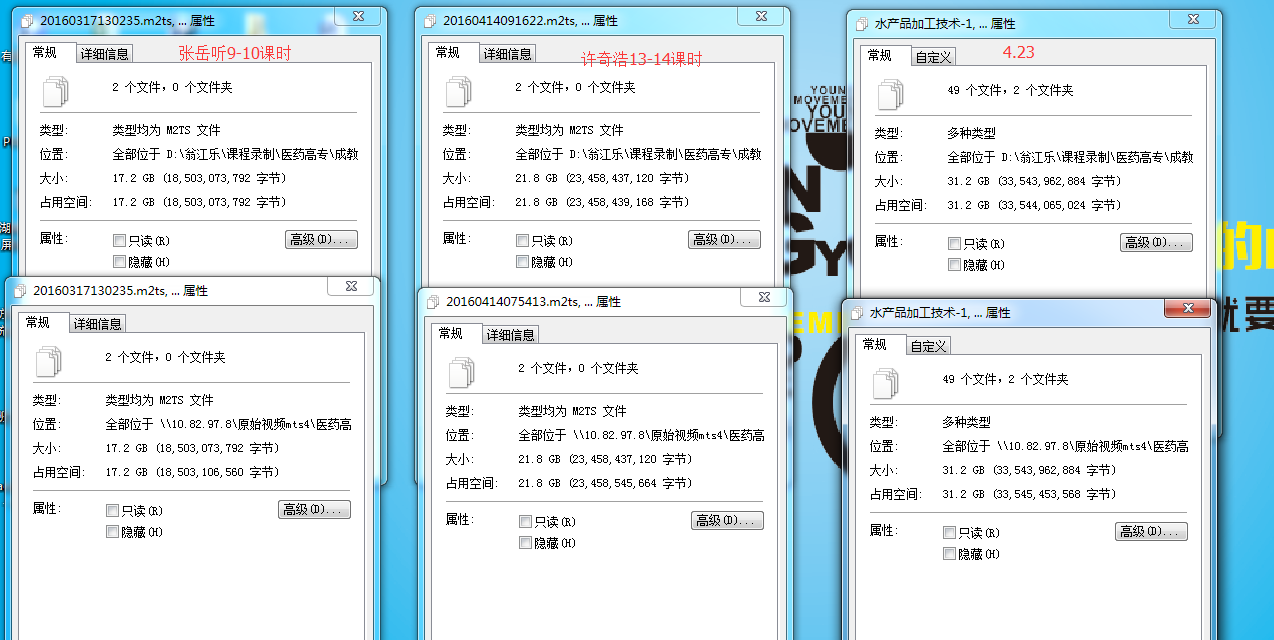 20160317130235.m2ts, ... 属性
常规
详细信息
张岳昕9-10课时
2 个文件，0 个文件夹
类型:
类型均为 M2TS 文件
位置:
全部位于 D:\翁江乐\课程录制\医药高专\成教
大小:
17.2 GB (18,503,073,792 字节)
占用空间:
17.2 GB (18,503,073,792 字节)
属性:
只读(R)
高级(D)...
隐藏(H)
20160414091622.m2ts, ... 属性
常规
详细信息
许奇浩13-14课时
2 个文件，0 个文件夹
类型:
类型均为 M2TS 文件
位置:
全部位于 D:\翁江乐\课程录制\医药高专\成教
大小:
21.8 GB (23,458,437,120 字节)
占用空间:
21.8 GB (23,458,439,168 字节)
属性:
只读(R)
高级(D)...
隐藏(H)
水产品加工技术-1, ... 属性
常规
自定义
4.23
49 个文件，2 个文件夹
类型:
多种类型
位置:
全部位于 D:\翁江乐\课程录制\医药高专\成教
大小:
31.2 GB (33,543,962,884 字节)
占用空间:
31.2 GB (33,544,065,024 字节)
属性:
只读(R)
高级(D)...
隐藏(H)
20160317130235.m2ts, ... 属性
常规
详细信息
2 个文件，0 个文件夹
类型:
类型均为 M2TS 文件
位置:
全部位于 \\10.82.97.8\原始视频mts4\医药高
大小:
17.2 GB (18,503,073,792 字节)
占用空间:
17.2 GB (18,503,106,560 字节)
属性:
只读(R)
高级(D)...
隐藏(H)
20160414075413.m2ts, ... 属性
常规
详细信息
2 个文件，0 个文件夹
类型:
类型均为 M2TS 文件
位置:
全部位于 \\10.82.97.8\原始视频mts4\医药高
大小:
21.8 GB (23,458,437,120 字节)
占用空间:
21.8 GB (23,458,545,664 字节)
属性:
只读(R)
高级(D)...
隐藏(H)
水产品加工技术-1, ... 属性
常规
自定义
49 个文件，2 个文件夹
类型:
多种类型
位置:
全部位于 \\10.82.97.8\原始视频mts4\医药高
大小:
31.2 GB (33,543,962,884 字节)
占用空间:
31.2 GB (33,545,453,568 字节)
属性:
只读(R)
高级(D)...
隐藏(H)
YOUN
MOVEME
YOU
OVEME
的
就要